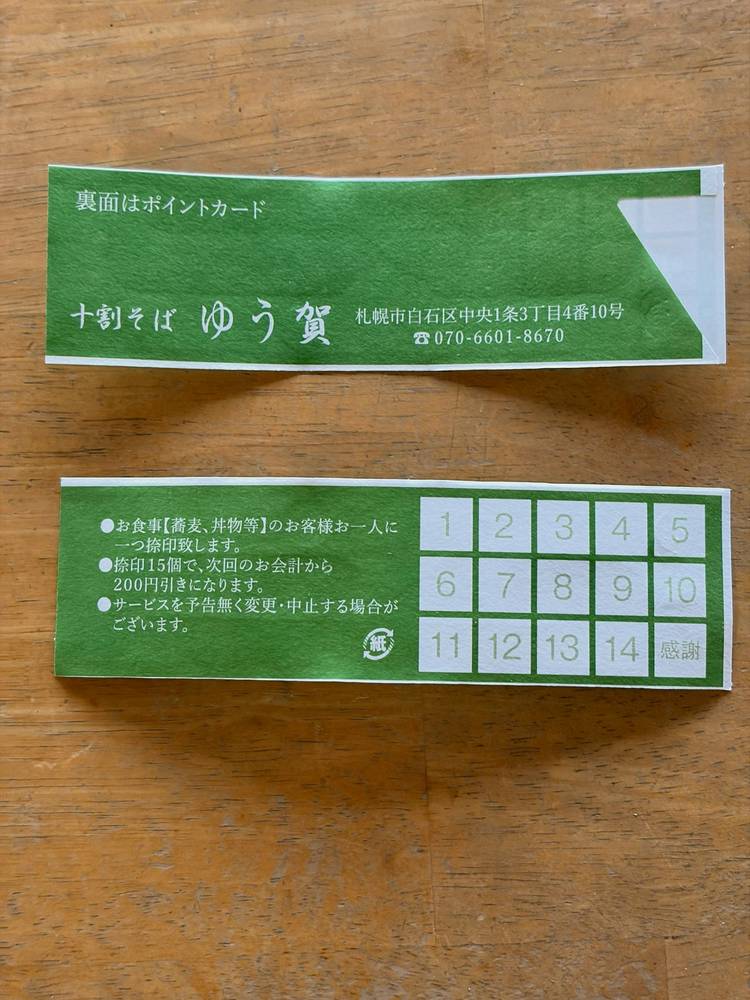 裏面はポイントカード
十割そば ゆう賀
札幌市白石区中央1条3丁目4番10号
☎070-6601-8670
●お食事【蕎麦、丼物等】のお客様お一人に
一つ捺印致します。
●捺印15個で、次回のお会計から
200円引きになります。
●サービスを予告無く変更・中止する場合が
ございます。
紙
1 2 3 4 5
6 7 8 9 10
11 12 13 14 感謝